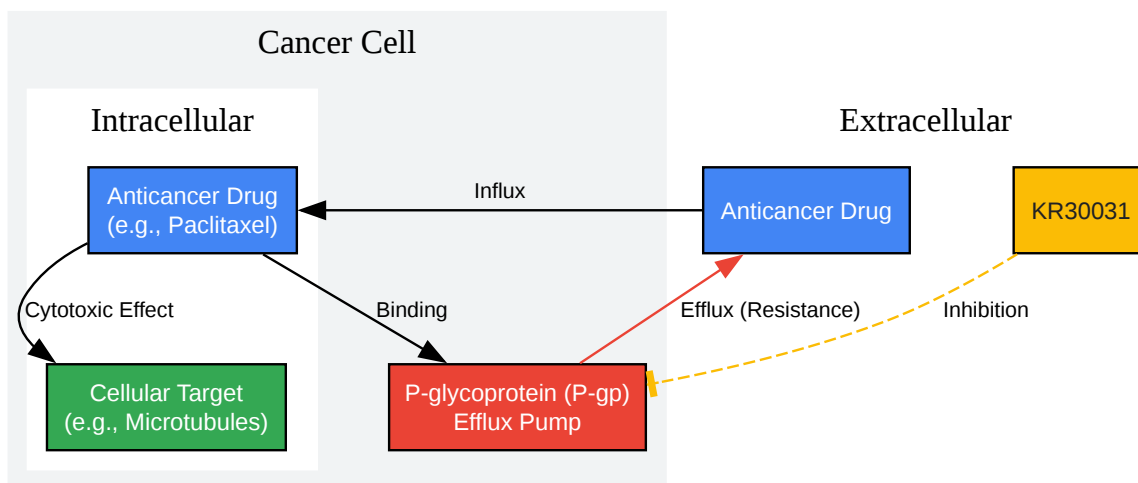 Cancer Cell
Intracellular
Extracellular
Anticancer Drug
(e.g., Paclitaxel)
Influx
Anticancer Drug
KR30031
Cytotoxic Effect
Binding
Efflux (Resistance)
Inhibition
Cellular Target
(e.g., Microtubules)
P-glycoprotein (P-gp)
Efflux Pump